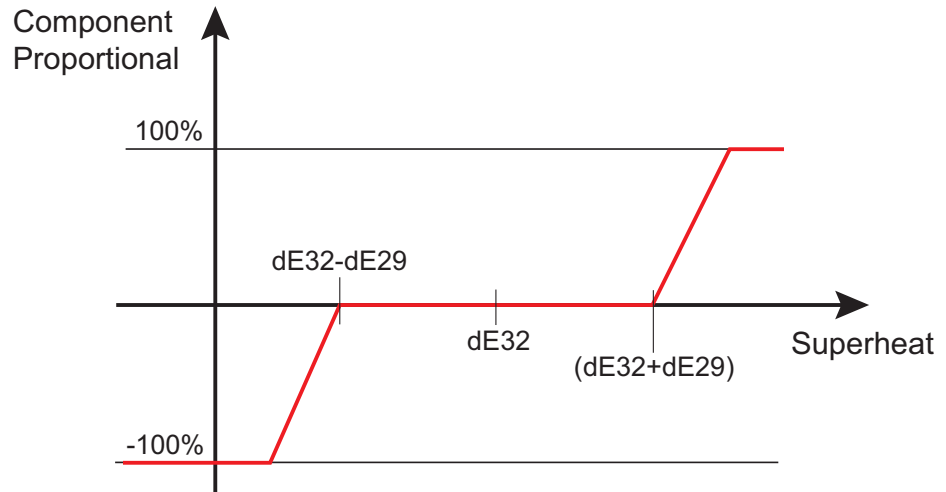 Component
Proportional
100%
dE32-dE29
dE32
(dE32+dE29)
Superheat
-100%